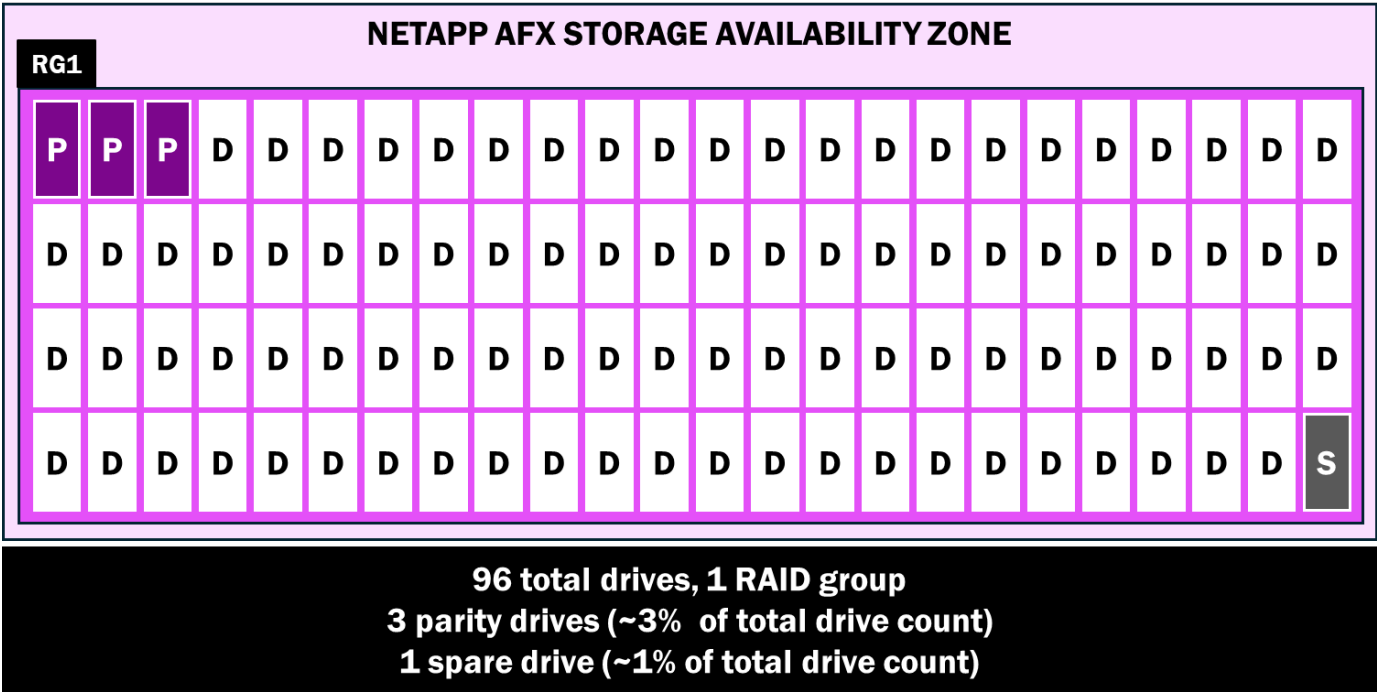 NETAPP AFX STORAGE AVAILABILITY ZONE
RG1
P P P D D D D D D D D D D D D D D D D D D D D D
D D D D D D D D D D D D D D D D D D D D D D D D
D D D D D D D D D D D D D D D D D D D D D D D D
D D D D D D D D D D D D D D D D D D D D D D D S
96 total drives, 1 RAID group
3 parity drives (~3% of total drive count)
1 spare drive (~1% of total drive count)